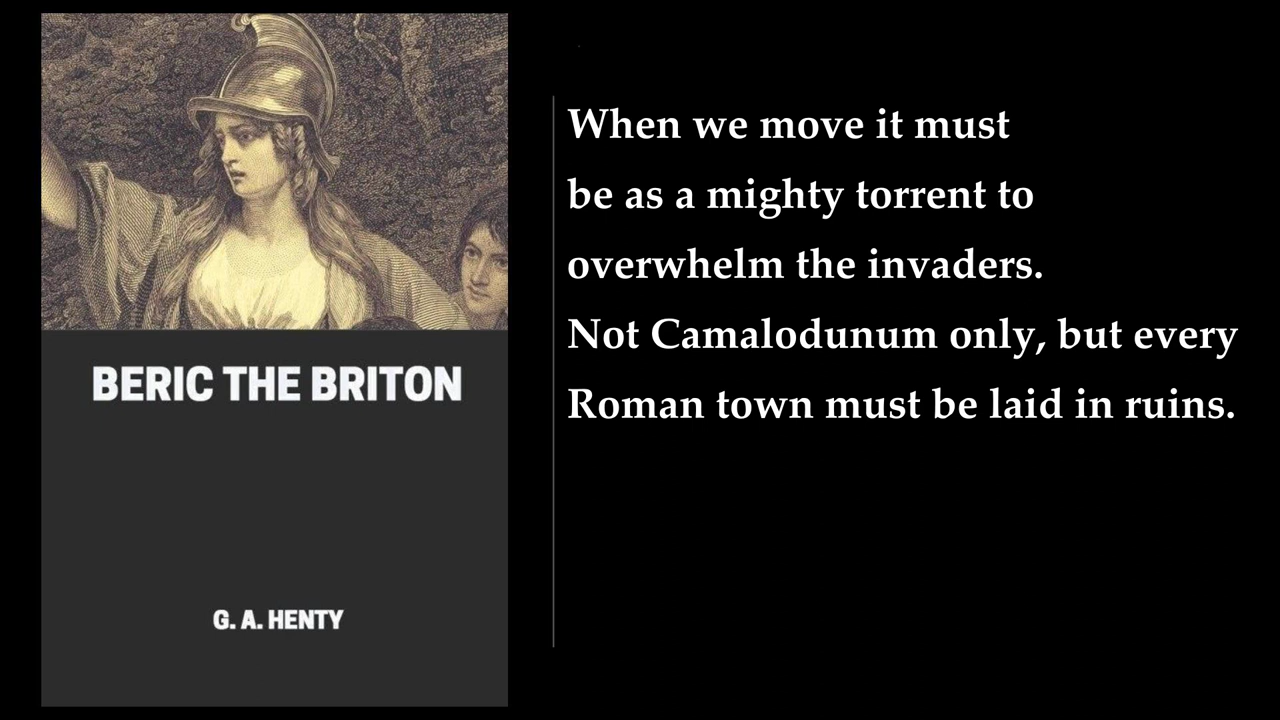 BERIC THE BRITON
G. A. HENTY
When we move it must
be as a mighty torrent to
overwhelm the invaders.
Not Camalodunum only, but every
Roman town must be laid in ruins.